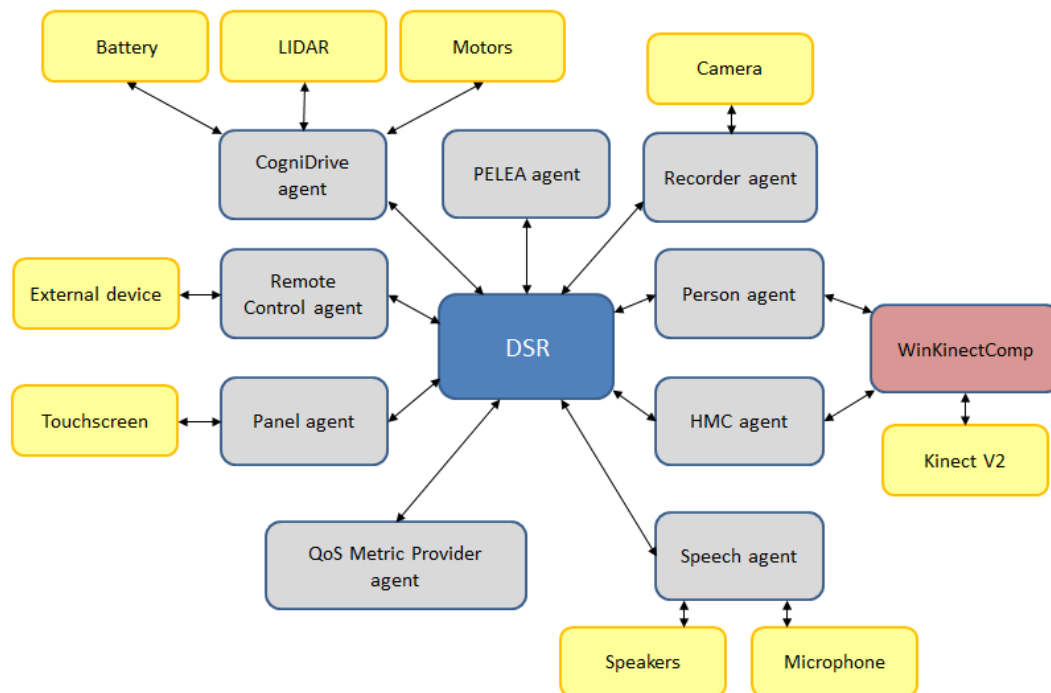 Battery
LIDAR
Motors
Camera
CogniDrive
agent
PELEA agent
Recorder agent
External device
Remote
Control agent
Person agent
DSR
WinKinectComp
Touchscreen
Panel agent
HMC agent
Kinect V2
QoS Metric Provider
agent
Speech agent
Speakers
Microphone